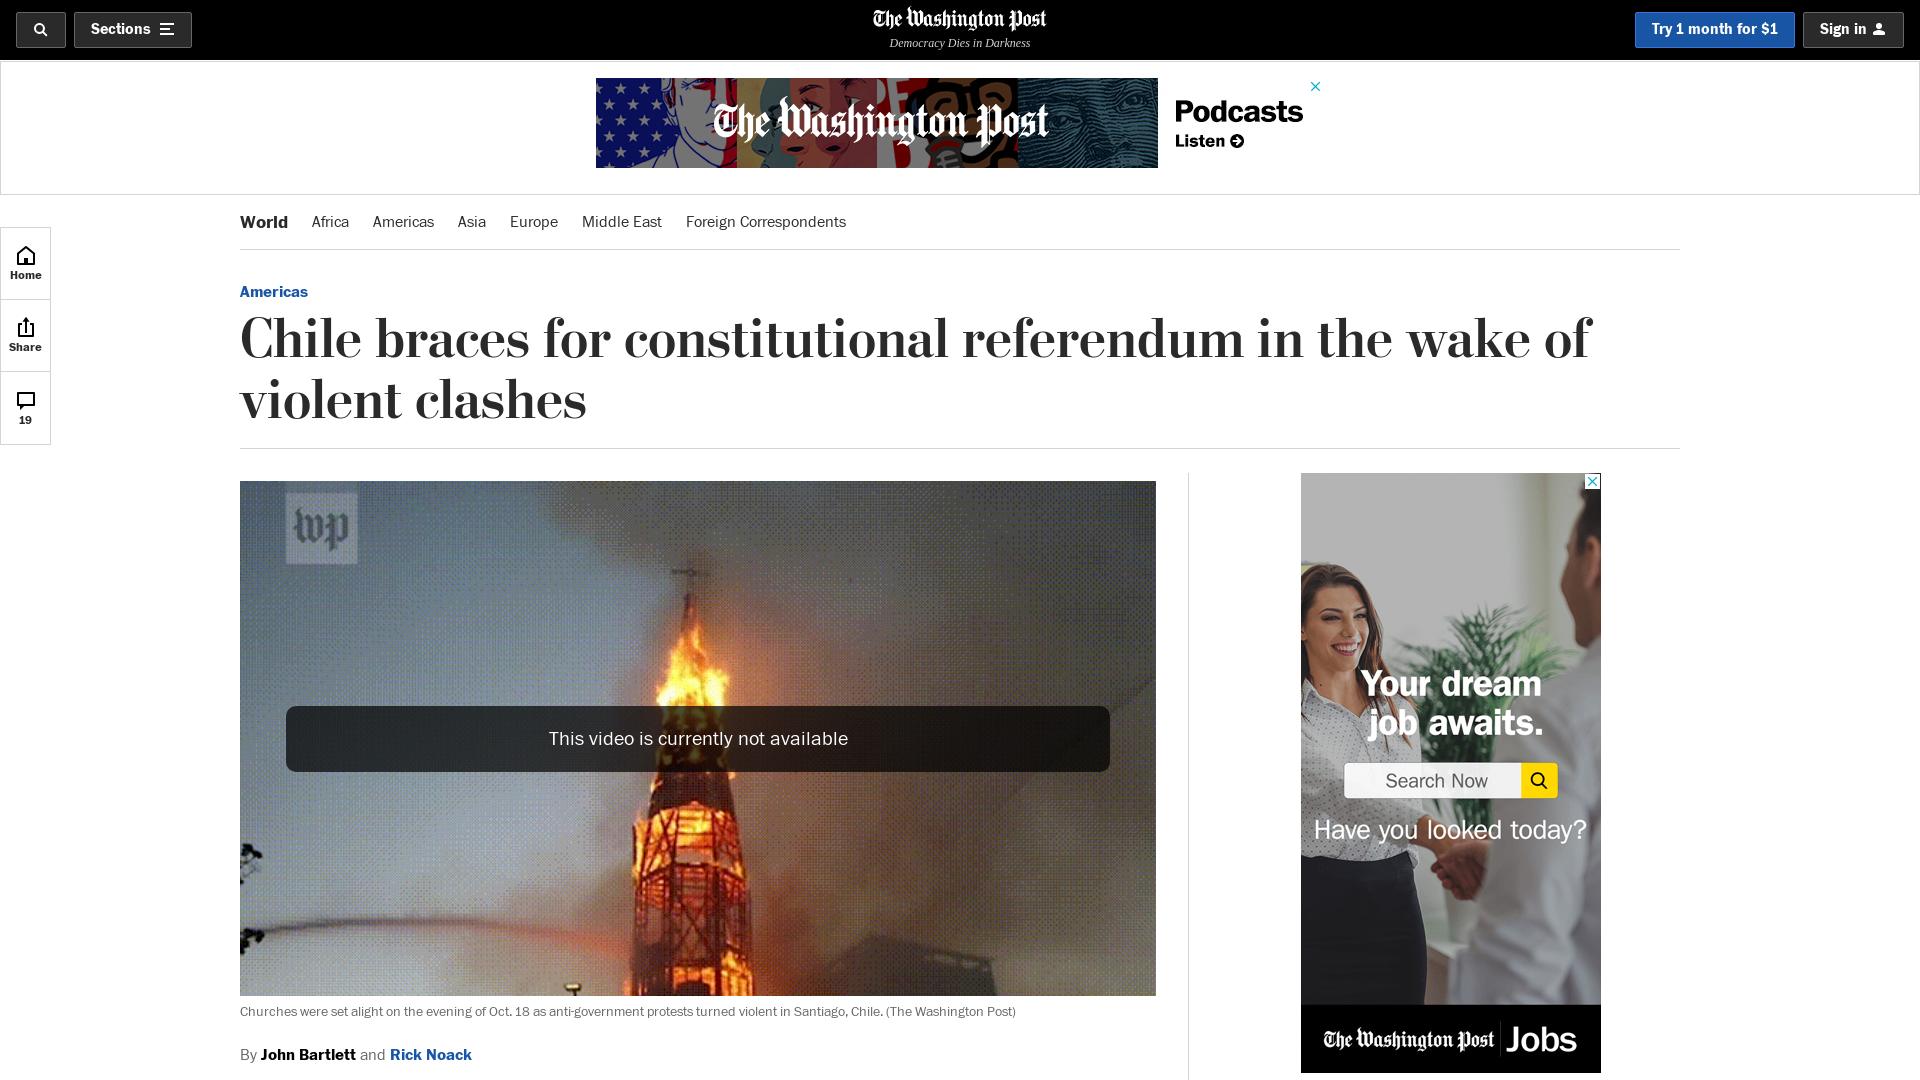 Sections
The Washington Post
Democracy Dies in Darkness
Try 1 month for $1
Sign in
The Washington Post
Podcasts
Listen
World
Africa
Americas
Asia
Europe
Middle East
Foreign Correspondents
Home
Share
19
Americas
Chile braces for constitutional referendum in the wake of
violent clashes
wp
This video is currently not available
Churches were set alight on the evening of Oct. 18 as anti-government protests turned violent in Santiago, Chile. (The Washington Post)
By John Bartlett and Rick Noack
Your dream
job awaits.
Search Now
Have you looked today?
The Washington Post Jobs